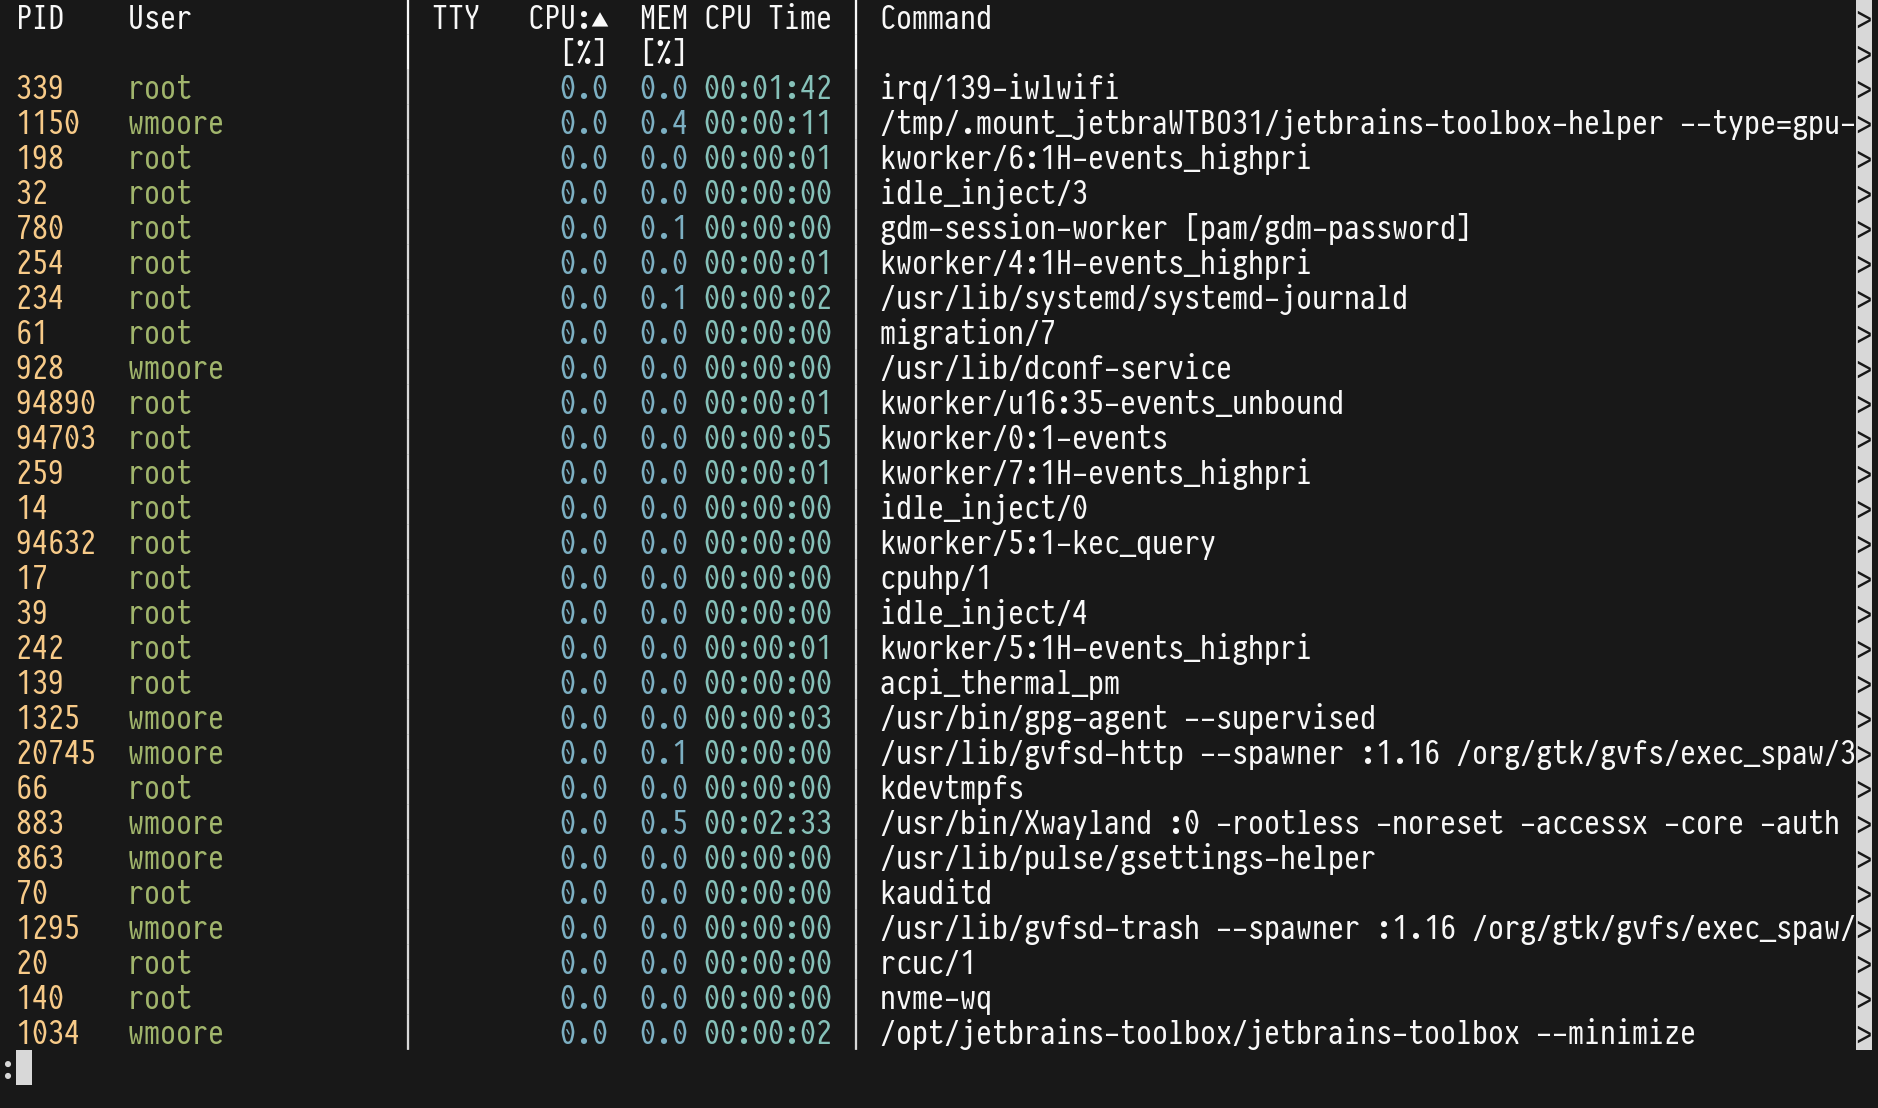 PID User TTY CPU:▲ MEM CPU Time Command >
[%] [%] >
339 root 0.0 0.0 00:01:42 irq/139-iwlwifi >
1150 wmoore 0.0 0.4 00:00:11 /tmp/.mount_jetbraWTBO31/jetbrains-toolbox-helper --type=gpu->
198 root 0.0 0.0 00:00:01 kworker/6:1H-events_highpri >
32 root 0.0 0.0 00:00:00 idle_inject/3 >
780 root 0.0 0.1 00:00:00 gdm-session-worker [pam/gdm-password] >
254 root 0.0 0.0 00:00:01 kworker/4:1H-events_highpri >
234 root 0.0 0.1 00:00:02 /usr/lib/systemd/systemd-journald >
61 root 0.0 0.0 00:00:00 migration/7 >
928 wmoore 0.0 0.0 00:00:00 /usr/lib/dconf-service >
94890 root 0.0 0.0 00:00:01 kworker/u16:35-events_unbound >
94703 root 0.0 0.0 00:00:05 kworker/0:1-events >
259 root 0.0 0.0 00:00:01 kworker/7:1H-events_highpri >
14 root 0.0 0.0 00:00:00 idle_inject/0 >
94632 root 0.0 0.0 00:00:00 kworker/5:1-kec_query >
17 root 0.0 0.0 00:00:00 cpuhp/1 >
39 root 0.0 0.0 00:00:00 idle_inject/4 >
242 root 0.0 0.0 00:00:01 kworker/5:1H-events_highpri >
139 root 0.0 0.0 00:00:00 acpi_thermal_pm >
1325 wmoore 0.0 0.0 00:00:03 /usr/bin/gpg-agent --supervised >
20745 wmoore 0.0 0.1 00:00:00 /usr/lib/gvfsd-http --spawner :1.16 /org/gtk/gvfs/exec_spaw/3>
66 root 0.0 0.0 00:00:00 kdevtmpfs >
883 wmoore 0.0 0.5 00:02:33 /usr/bin/Xwayland :0 -rootless -noreset -accessx -core -auth >
863 wmoore 0.0 0.0 00:00:00 /usr/lib/pulse/gsettings-helper >
70 root 0.0 0.0 00:00:00 kauditd >
1295 wmoore 0.0 0.0 00:00:00 /usr/lib/gvfsd-trash --spawner :1.16 /org/gtk/gvfs/exec_spaw/>
20 root 0.0 0.0 00:00:00 rcuc/1 >
140 root 0.0 0.0 00:00:00 nvme-wq >
1034 wmoore 0.0 0.0 00:00:02 /opt/jetbrains-toolbox/jetbrains-toolbox --minimize >
: